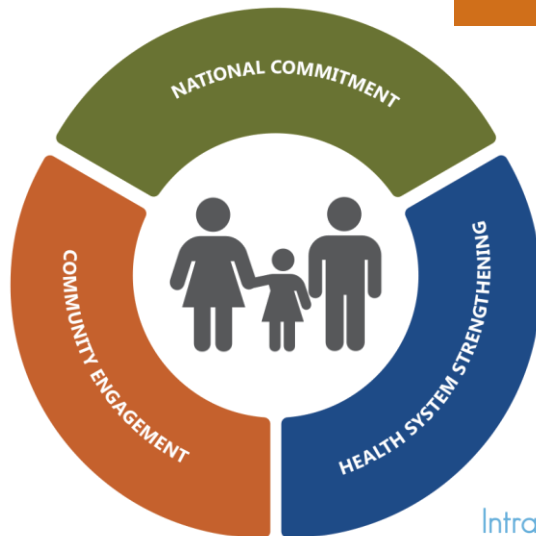 NATIONAL COMMITMENT
COMMUNITY ENGAGEMENT
HEALTH SYSTEM STRENGTHENING
Intra